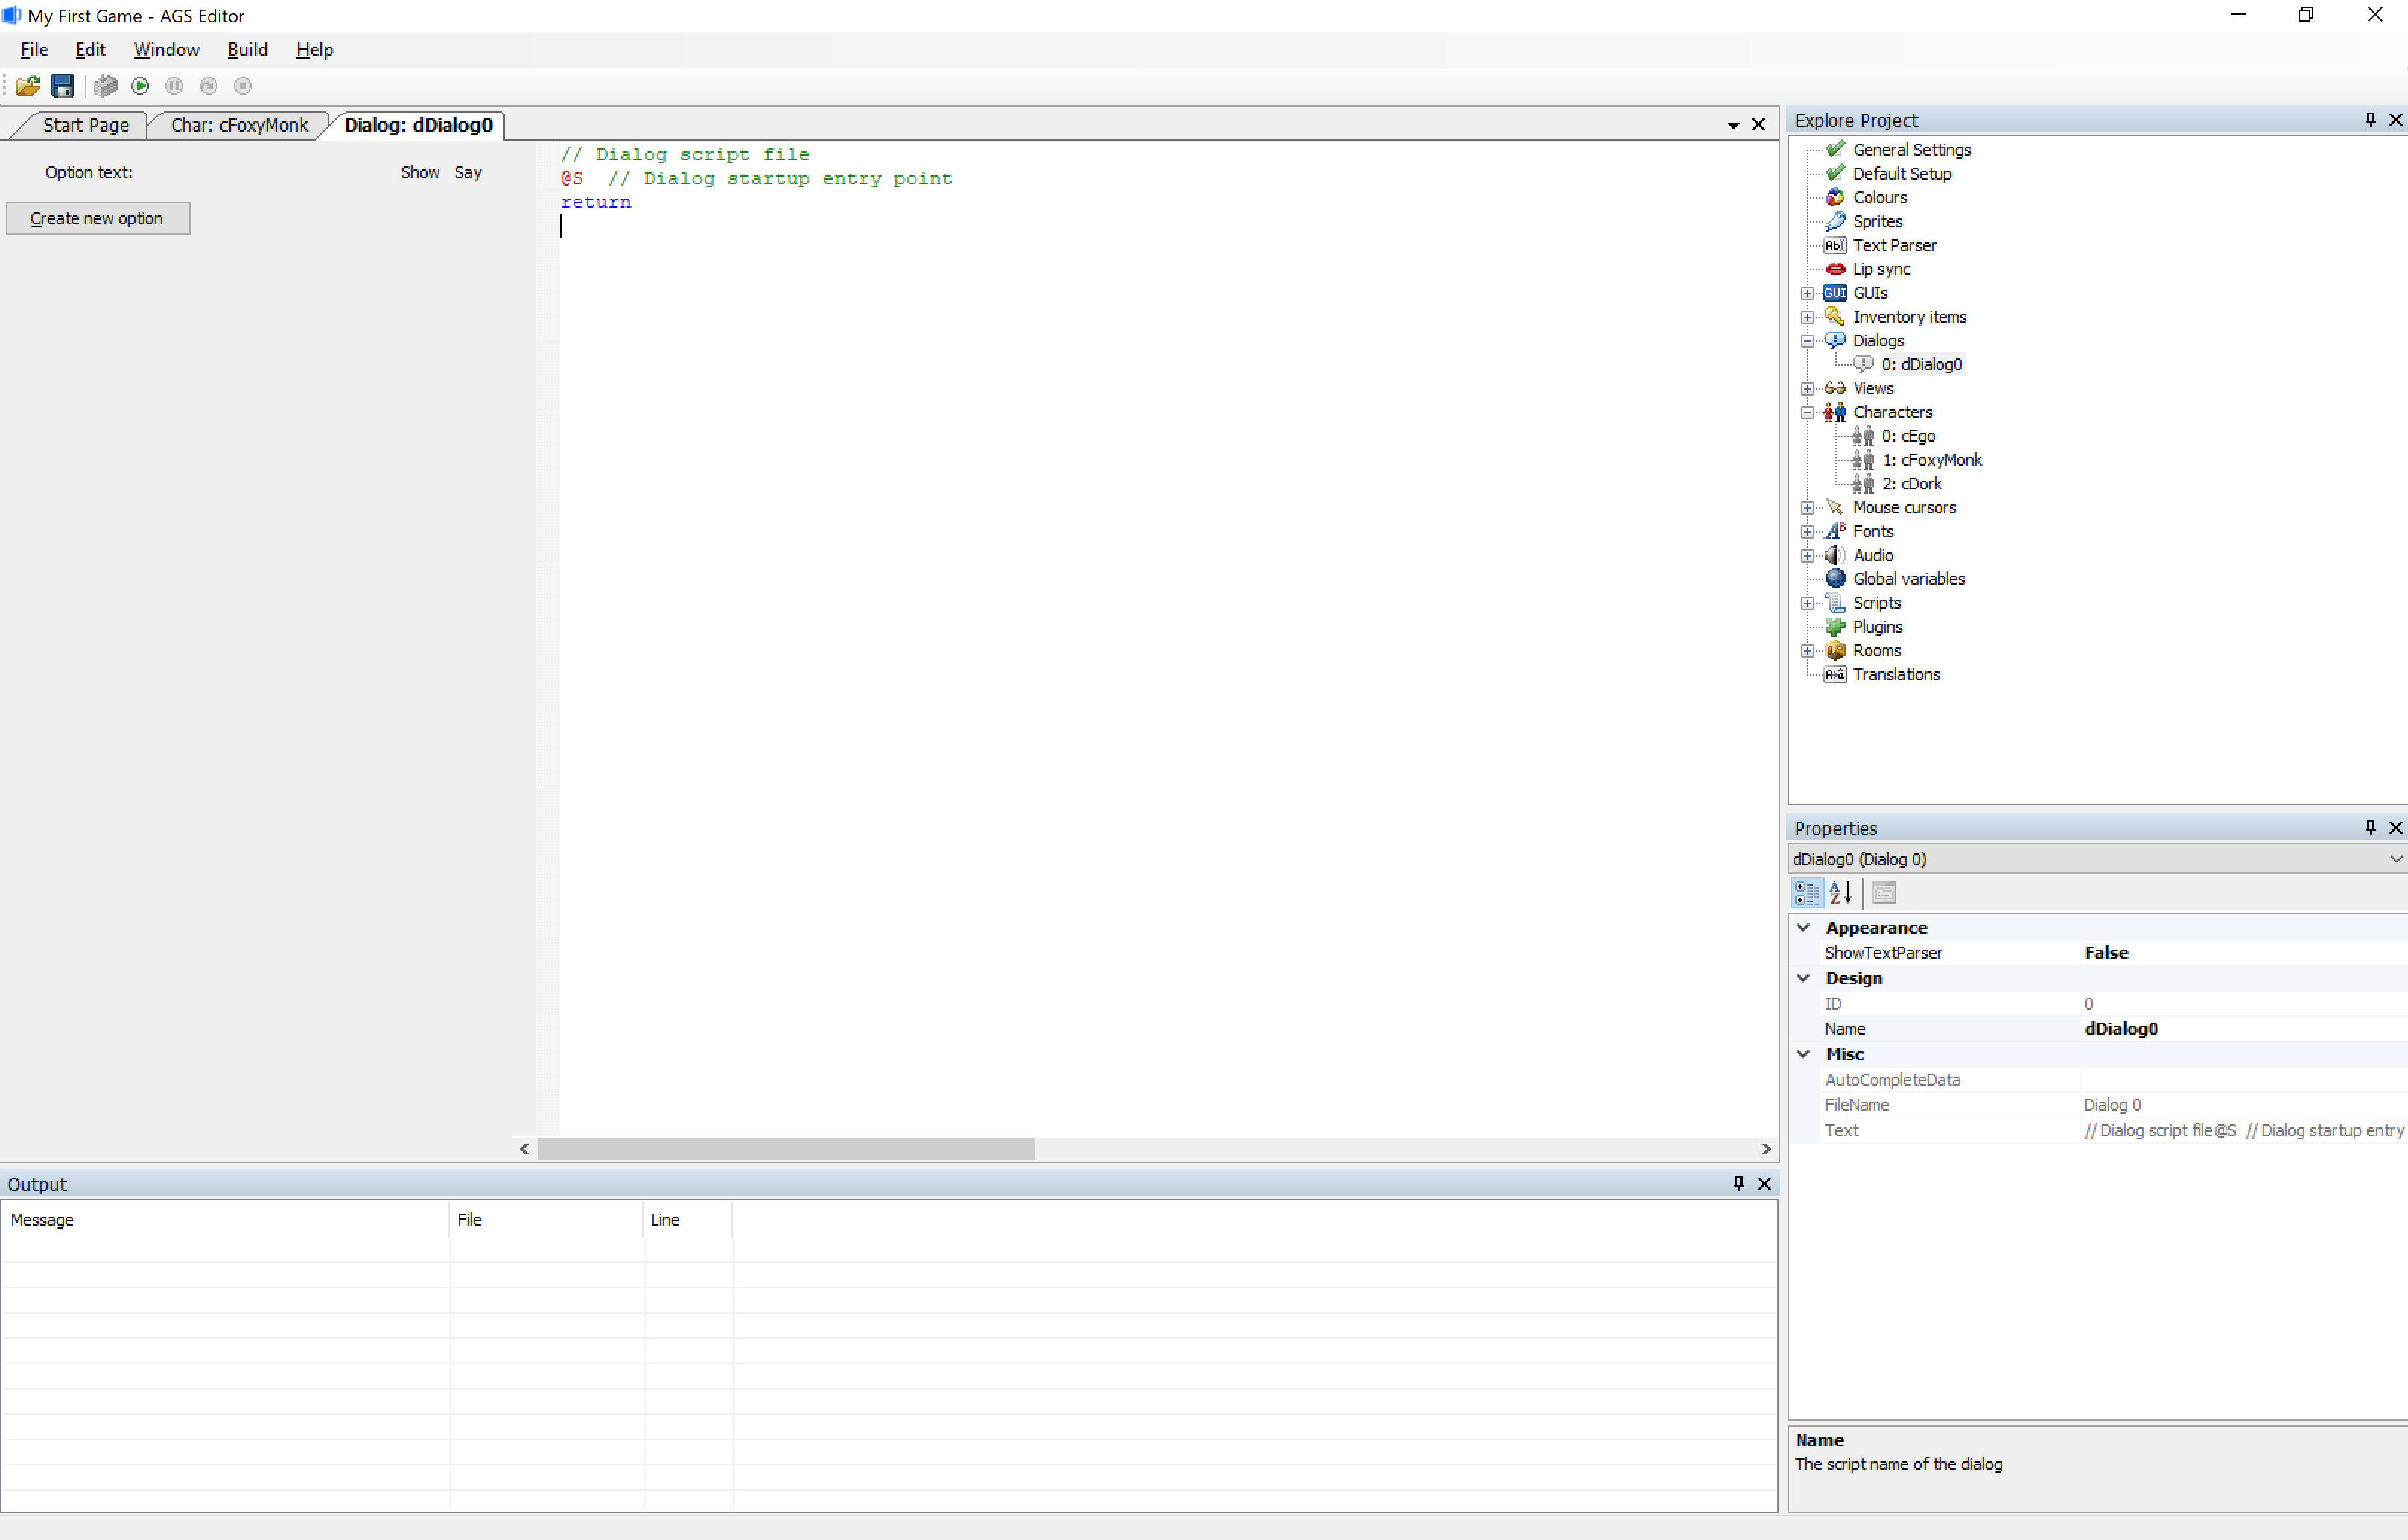 My First Game - AGS Editor
File Edit Window Build Help
Start Page Char: cFoxyMonk Dialog: dDialog0
Option text: Show Say
Create new option
// Dialog script file
@S // Dialog startup entry point
return
Explore Project
General Settings
Default Setup
Colours
Sprites
Text Parser
Lip sync
GUIs
Inventory items
Dialogs
0: dDialog0
Views
Characters
0: cEgo
1: cFoxyMonk
2: cDork
Mouse cursors
Fonts
Audio
Global variables
Scripts
Plugins
Rooms
Translations
Properties
dDialog0 (Dialog 0)
Appearance
ShowTextParser False
Design
ID 0
Name dDialog0
Misc
AutoCompleteData
FileName Dialog 0
Text // Dialog script file@S // Dialog startup entry
Name
The script name of the dialog
Output
Message File Line